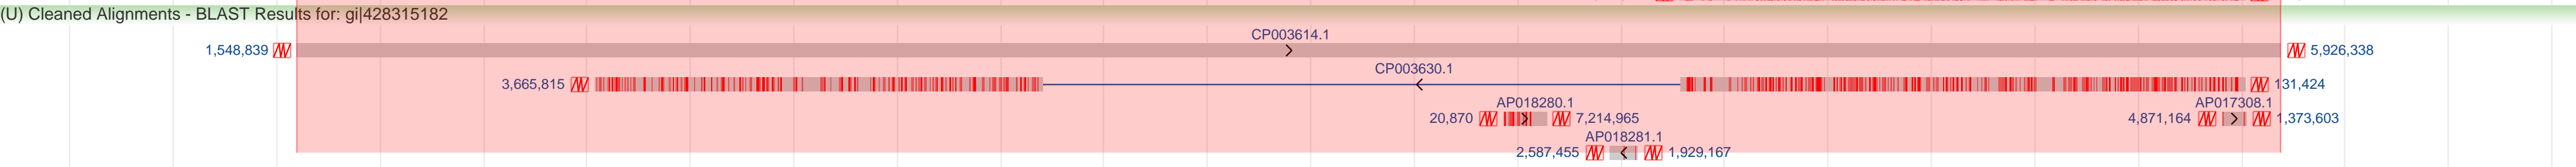 (U) Cleaned Alignments - BLAST Results for: gi|428315182
CP003614.1
1,548,839 5,926,338
CP003630.1
3,665,815 131,424
AP018280.1 AP017308.1
20,870 7,214,965 4,871,164 1,373,603
AP018281.1
2,587,455 1,929,167